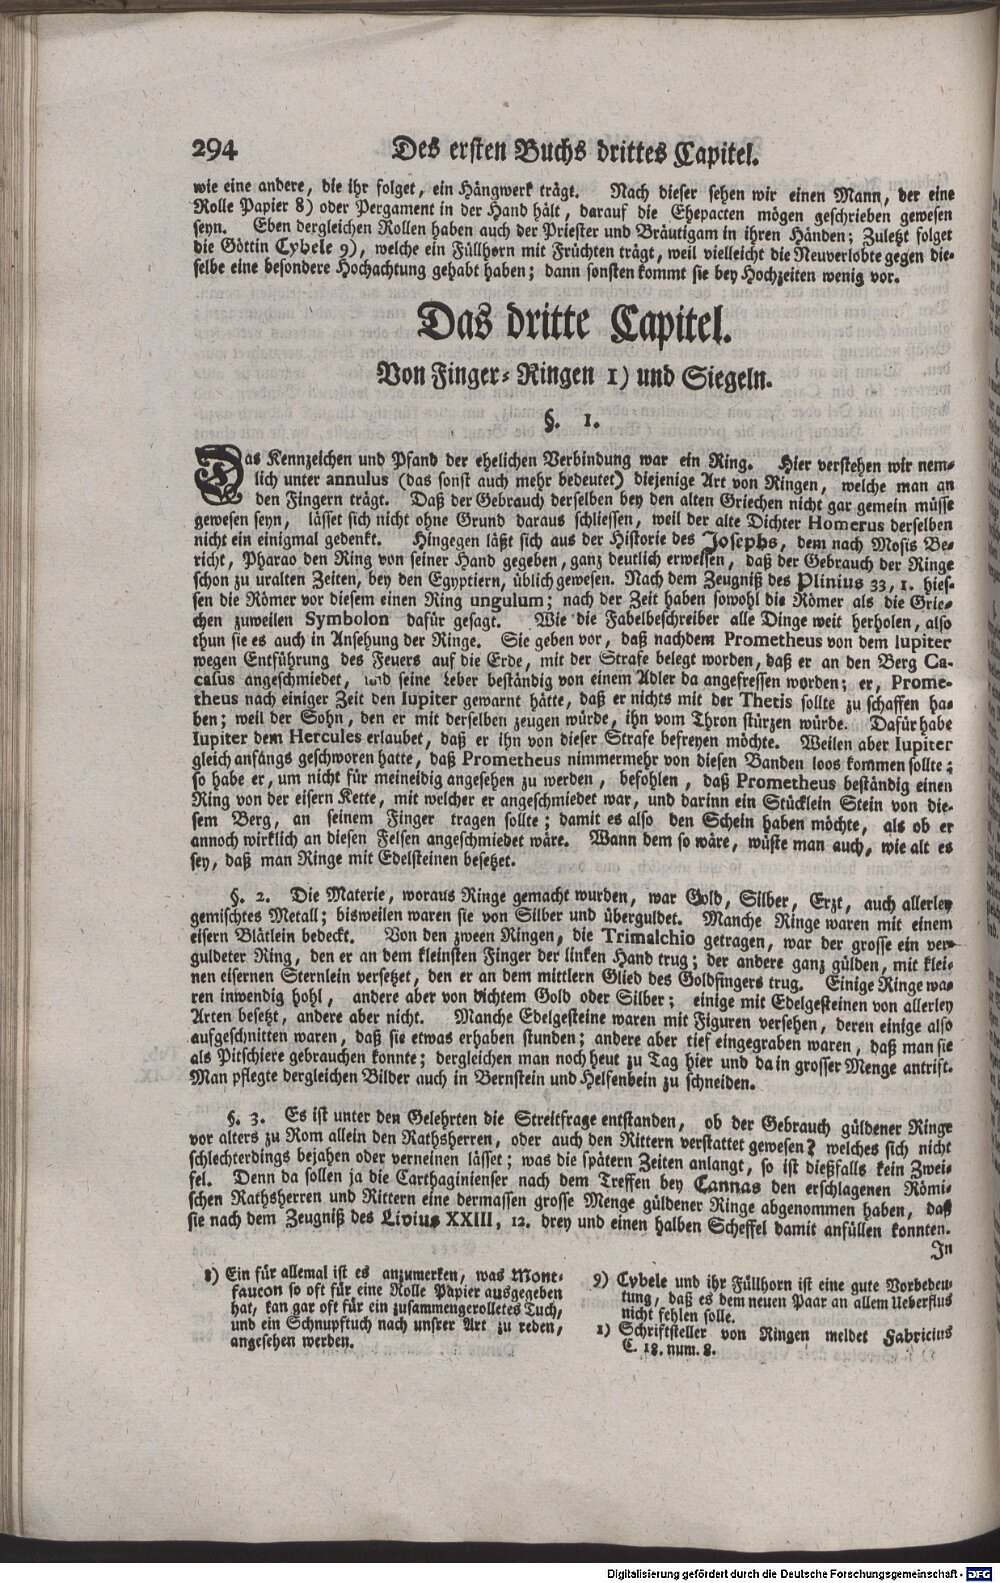 294 Des ersten Buchs drittes Capitel.
wie eine andere, die ihr folget, ein Hängwerk trägt. Nach dieser sehen wir einen Mann, der eine
Rolle Papier 8) oder Pergament in der Hand hält, darauf die Ehepacten mögen geschrieben gewesen
seyn. Eben dergleichen Rollen haben auch der Priester und Bräutigam in ihren Händen; Zuletzt folget
die Göttin Cybele 9), welche ein Füllhorn mit Früchten trägt, weil vielleicht die Neuverlobte gegen die-
selbe eine besondere Hochachtung gehabt haben; dann sonsten kommt sie bey Hochzeiten wenig vor.
Das dritte Capitel.
Von Finger-Ringen 1) und Siegeln.
§. 1.
Das Kennzeichen und Pfand der ehelichen Verbindung war ein Ring. Hier verstehen wir nem-
lich unter annulus (das sonst auch mehr bedeutet) diejenige Art von Ringen, welche man an
den Fingern trägt. Daß der Gebrauch derselben bey den alten Griechen nicht gar gemein müsse
gewesen seyn, lässet sich nicht ohne Grund daraus schliessen, weil der alte Dichter Homerus derselben
nicht ein einigmal gedenkt. Hingegen läßt sich aus der Historie des Josephs, dem nach Mosis Be-
richt, Pharao den Ring von seiner Hand gegeben, ganz deutlich erweisen, daß der Gebrauch der Ringe
schon zu uralten Zeiten, bey den Egyptiern, üblich gewesen. Nach dem Zeugniß des Plinius 33, 1. hies-
sen die Römer vor diesem einen Ring ungulum; nach der Zeit haben sowohl die Römer als die Grie-
chen zuweilen Symbolon dafür gesagt. Wie die Fabelbeschreiber alle Dinge weit herholen, also
thun sie es auch in Ansehung der Ringe. Sie geben vor, daß nachdem Prometheus von dem Iupiter
wegen Entführung des Feuers auf die Erde, mit der Strafe belegt worden, daß er an den Berg Ca-
casus angeschmiedet, und seine Leber beständig von einem Adler da angefressen worden; er, Prome-
theus nach einiger Zeit den Iupiter gewarnt hätte, daß er nichts mit der Thetis sollte zu schaffen ha-
ben; weil der Sohn, den er mit derselben zeugen würde, ihn vom Thron stürzen würde. Dafür habe
Iupiter dem Hercules erlaubet, daß er ihn von dieser Strafe befreyen möchte. Weilen aber Iupiter
gleich anfangs geschworen hatte, daß Prometheus nimmermehr von diesen Banden loos kommen sollte;
so habe er, um nicht für meineidig angesehen zu werden, befohlen, daß Prometheus beständig einen
Ring von der eisern Kette, mit welcher er angeschmiedet war, und darinn ein Stücklein Stein von die-
sem Berg, an seinem Finger tragen sollte; damit es also den Schein haben möchte, als ob er
annoch wirklich an diesen Felsen angeschmiedet wäre. Wann dem so wäre, wüste man auch, wie alt es
sey, daß man Ringe mit Edelsteinen besetzet.
§. 2. Die Materie, woraus Ringe gemacht wurden, war Gold, Silber, Erzt, auch allerley
gemischtes Metall; bisweilen waren sie von Silber und überguldet. Manche Ringe waren mit einem
eisern Blätlein bedeckt. Von den zween Ringen, die Trimalchio getragen, war der grosse ein ver-
guldeter Ring, den er an dem kleinsten Finger der linken Hand trug; der andere ganz gülden, mit klei-
nen eisernen Sternlein versetzet, den er an dem mittlern Glied des Goldfingers trug. Einige Ringe wa-
ren inwendig hohl, andere aber von dichtem Gold oder Silber; einige mit Edelgesteinen von allerley
Arten besetzt, andere aber nicht. Manche Edelgesteine waren mit Figuren versehen, deren einige also
aufgeschnitten waren, daß sie etwas erhaben stunden; andere aber tief eingegraben waren, daß man sie
als Pitschiere gebrauchen konnte; dergleichen man noch heut zu Tag hier und da in grosser Menge antrift.
Man pflegte dergleichen Bilder auch in Bernstein und Helfenbein zu schneiden.
§. 3. Es ist unter den Gelehrten die Streitfrage entstanden, ob der Gebrauch güldener Ringe
vor alters zu Rom allein den Rathsherren, oder auch den Rittern verstattet gewesen? welches sich nicht
schlechterdings bejahen oder verneinen lässet; was die spätern Zeiten anlangt, so ist dießfalls kein Zwei-
fel. Denn da sollen ja die Carthaginienser nach dem Treffen bey Cannas den erschlagenen Römi-
schen Rathsherren und Rittern eine dermassen grosse Menge güldener Ringe abgenommen haben, daß
sie nach dem Zeugniß des Livius XXIII, 12. drey und einen halben Scheffel damit anfüllen konnten.
In
8) Ein für allemal ist es anzumerken, was Mont-
faucon so oft für eine Rolle Papier ausgegeben
hat, kan gar oft für ein zusammengerolletes Tuch,
und ein Schnupftuch nach unsrer Art zu reden,
angesehen werden.
9) Cybele und ihr Füllhorn ist eine gute Vorbedeu-
tung, daß es dem neuen Paar an allem Ueberflus
nicht fehlen solle.
1) Schriftsteller von Ringen meldet Fabricius
C. 18. num. 8.
Digitalisierung gefördert durch die Deutsche Forschungsgemeinschaft - DFG